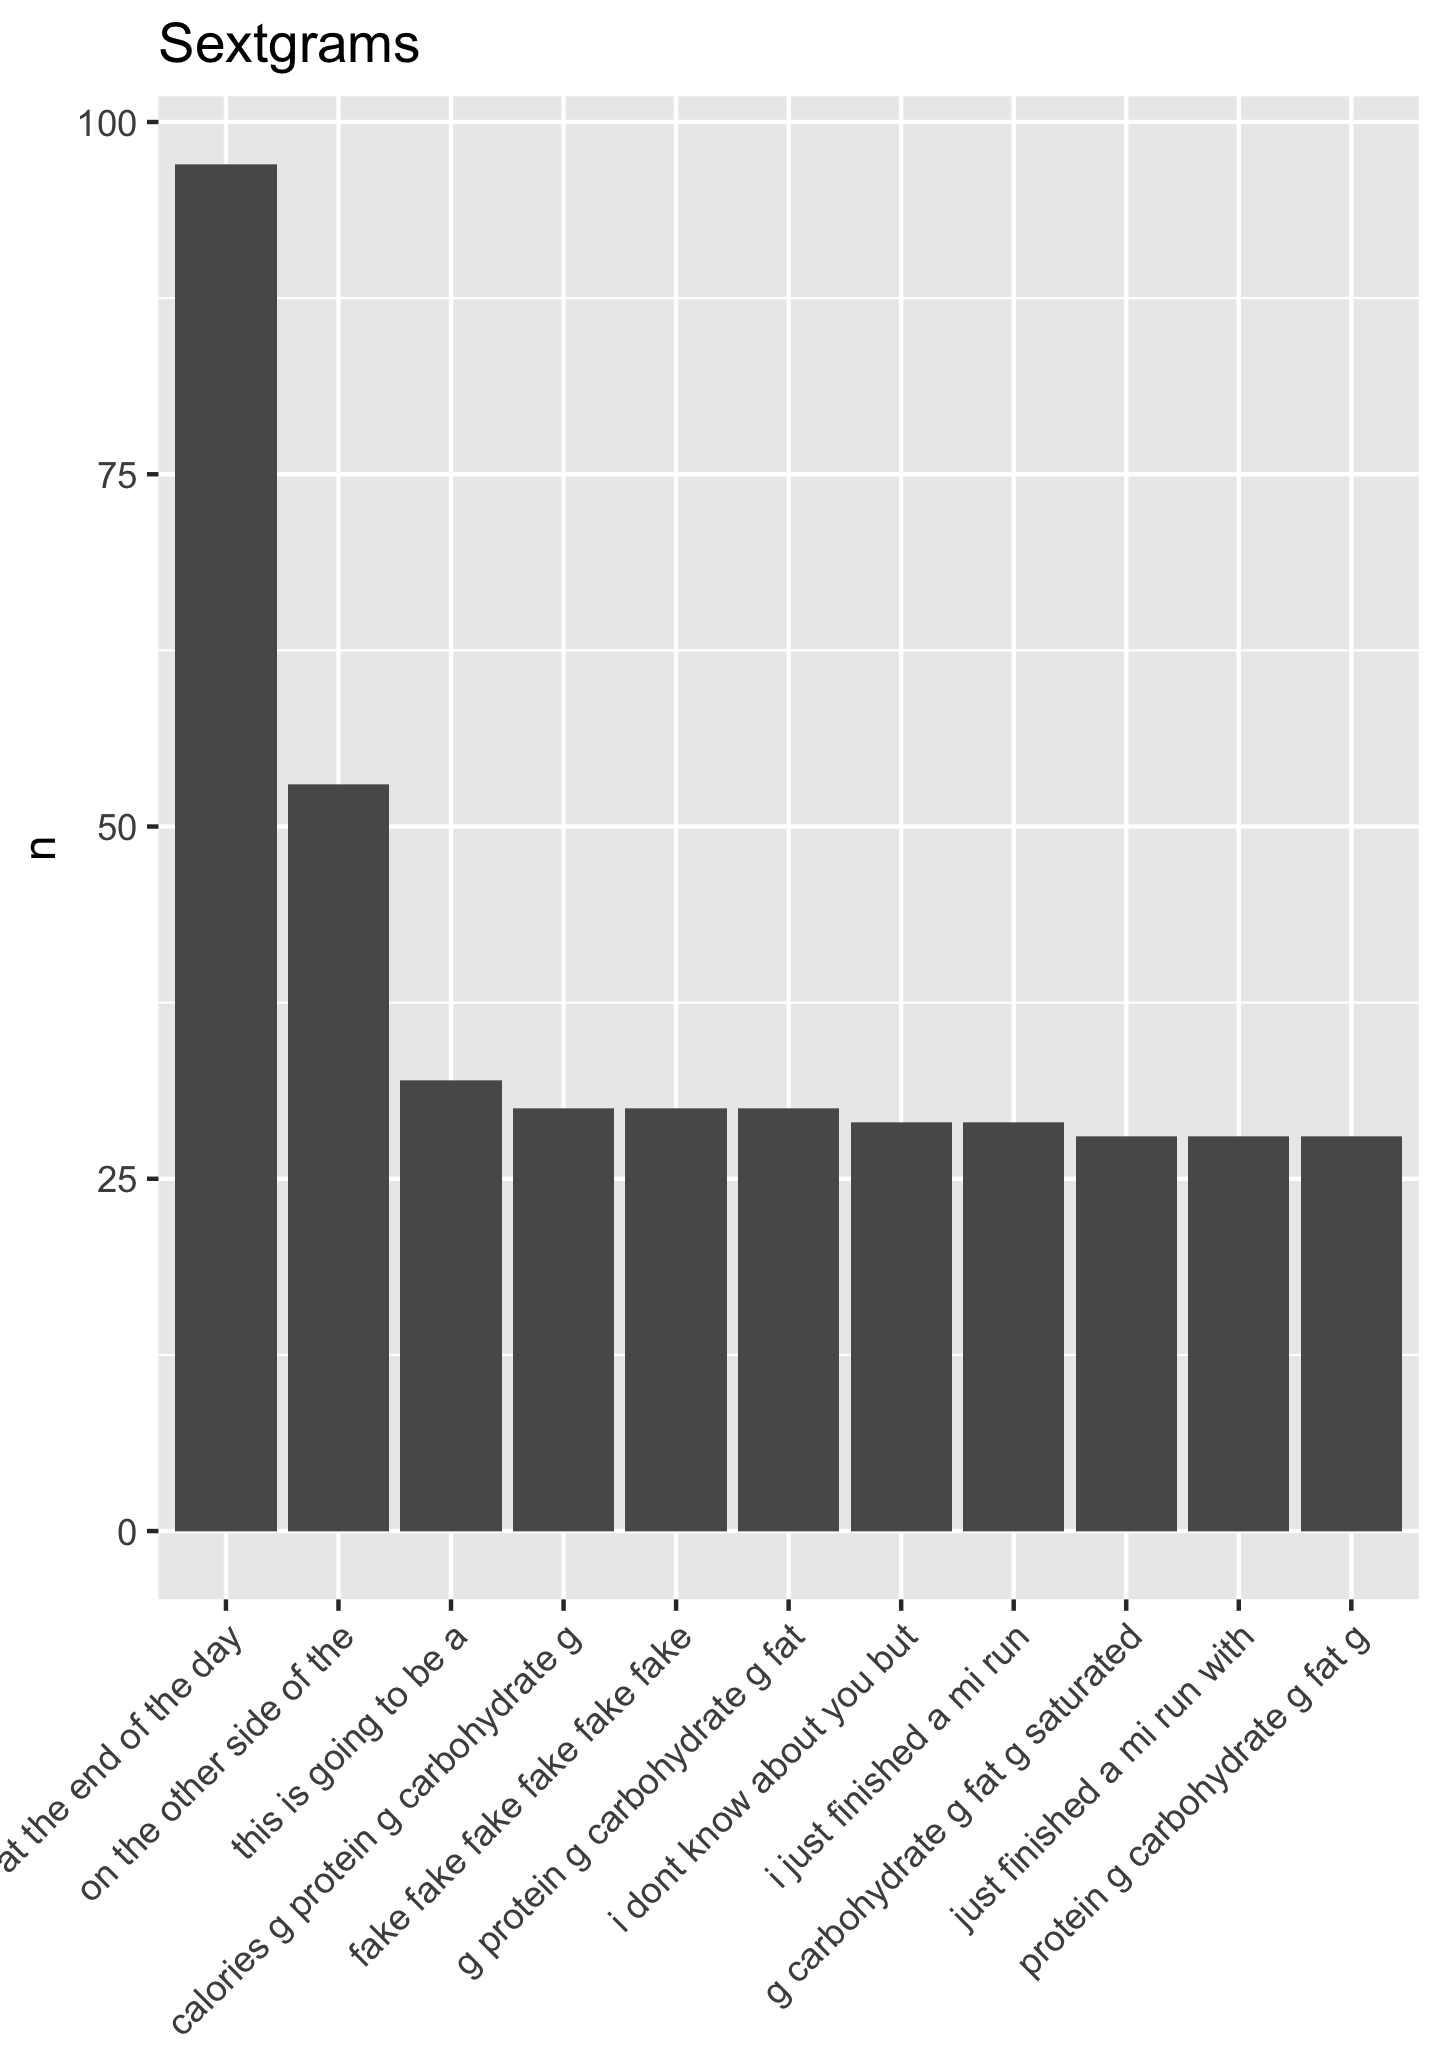 Sextgrams
n
100
75
50
25
0
at the end of the day
on the other side of the
this is going to be a
calories g protein g carbohydrate g
fake fake fake fake fake fake
g protein g carbohydrate g fat
i dont know about you but
i just finished a mi run
g carbohydrate g fat g saturated
just finished a mi run with
protein g carbohydrate g fat g